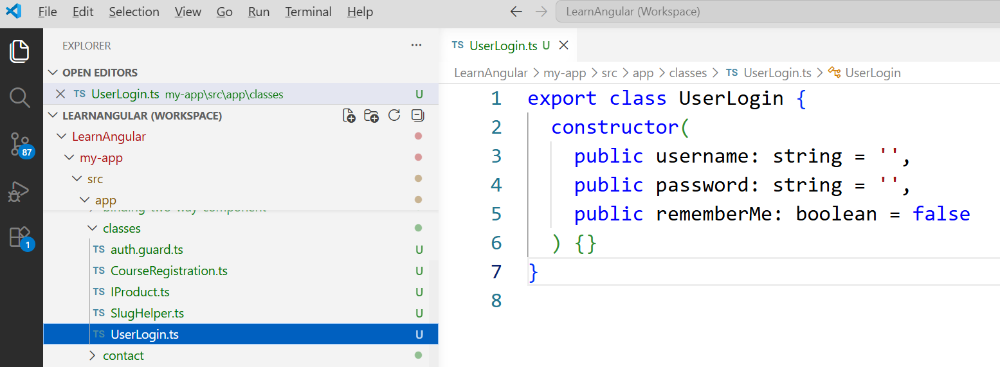 File Edit Selection View Go Run Terminal Help
LearnAngular (Workspace)
EXPLORER
OPEN EDITORS
TS UserLogin.ts my-app\src\app\classes U
LEARNANGULAR (WORKSPACE)
LearnAngular
my-app
src
app
binding-two-way-component
classes
TS auth.guard.ts U
TS CourseRegistration.ts U
TS IProduct.ts U
TS SlugHelper.ts U
TS UserLogin.ts U
contact
87
1
TS UserLogin.ts U
LearnAngular > my-app > src > app > classes > TS UserLogin.ts > UserLogin
1 export class UserLogin {
2 constructor(
3 public username: string = '',
4 public password: string = '',
5 public rememberMe: boolean = false
6 ) {}
7 }
8